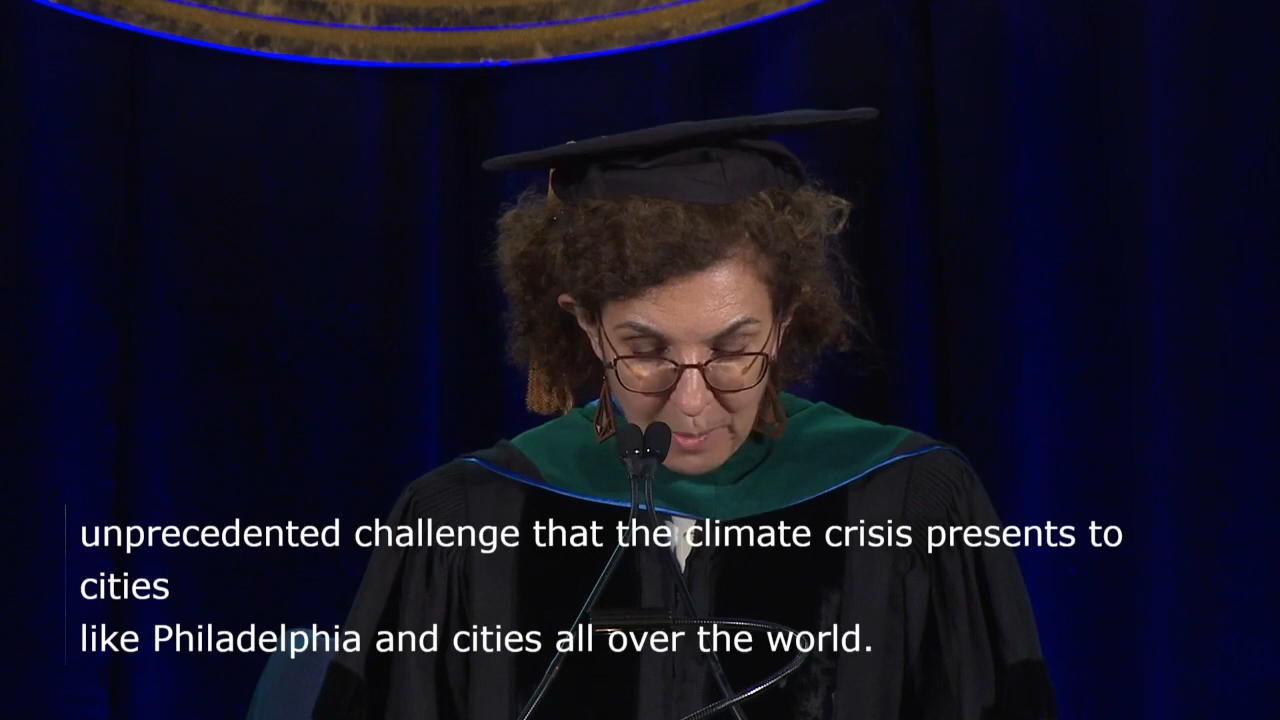 unprecedented challenge that the climate crisis presents to
cities
like Philadelphia and cities all over the world.